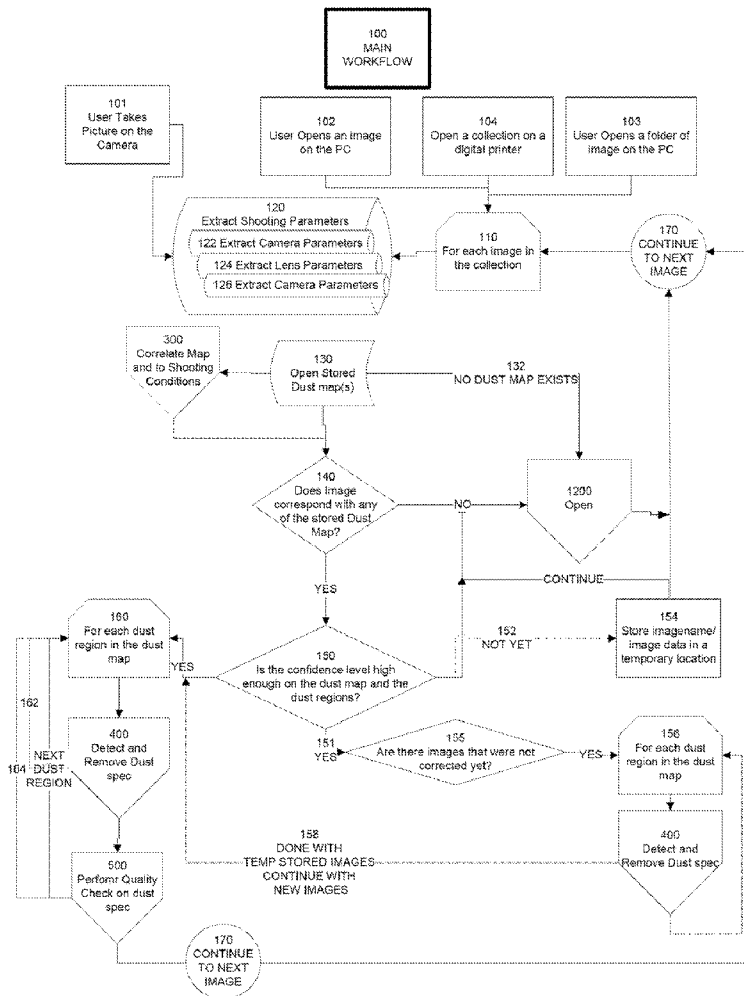 100
MAIN
WORKFLOW
101
User Takes
Picture on the
Camera
102
User Opens an image
on the PC
104
Open a collection on a
digital printer
103
User Opens a folder of
image on the PC
120
Extract Shooting Parameters
122 Extract Camera Parameters
124 Extract Lens Parameters
126 Extract Camera Parameters
110
For each image in
the collection
170
CONTINUE
TO NEXT
IMAGE
300
Correlate Map
and to Shooting
Conditions
130
Open Stored
Dust map(s)
132
NO DUST MAP EXISTS
140
Does Image
correspond with any
of the stored Dust
Map?
NO
1200
Open
YES
CONTINUE
160
For each dust
region in the dust
map
YES
150
Is the confidence level high
enough on the dust map and the
dust regions?
152
NOT YET
154
Store imagename/
image data in a
temporary location
162
164
NEXT
DUST
REGION
400
Detect and
Remove Dust
spec
151
YES
155
Are there images that were not
corrected yet?
YES
156
For each dust
region in the dust
map
158
DONE WITH
TEMP STORED IMAGES
CONTINUE WITH
NEW IMAGES
400
Detect and
Remove Dust spec
500
Perfomr Quality
Check on dust
spec
170
CONTINUE
TO NEXT
IMAGE